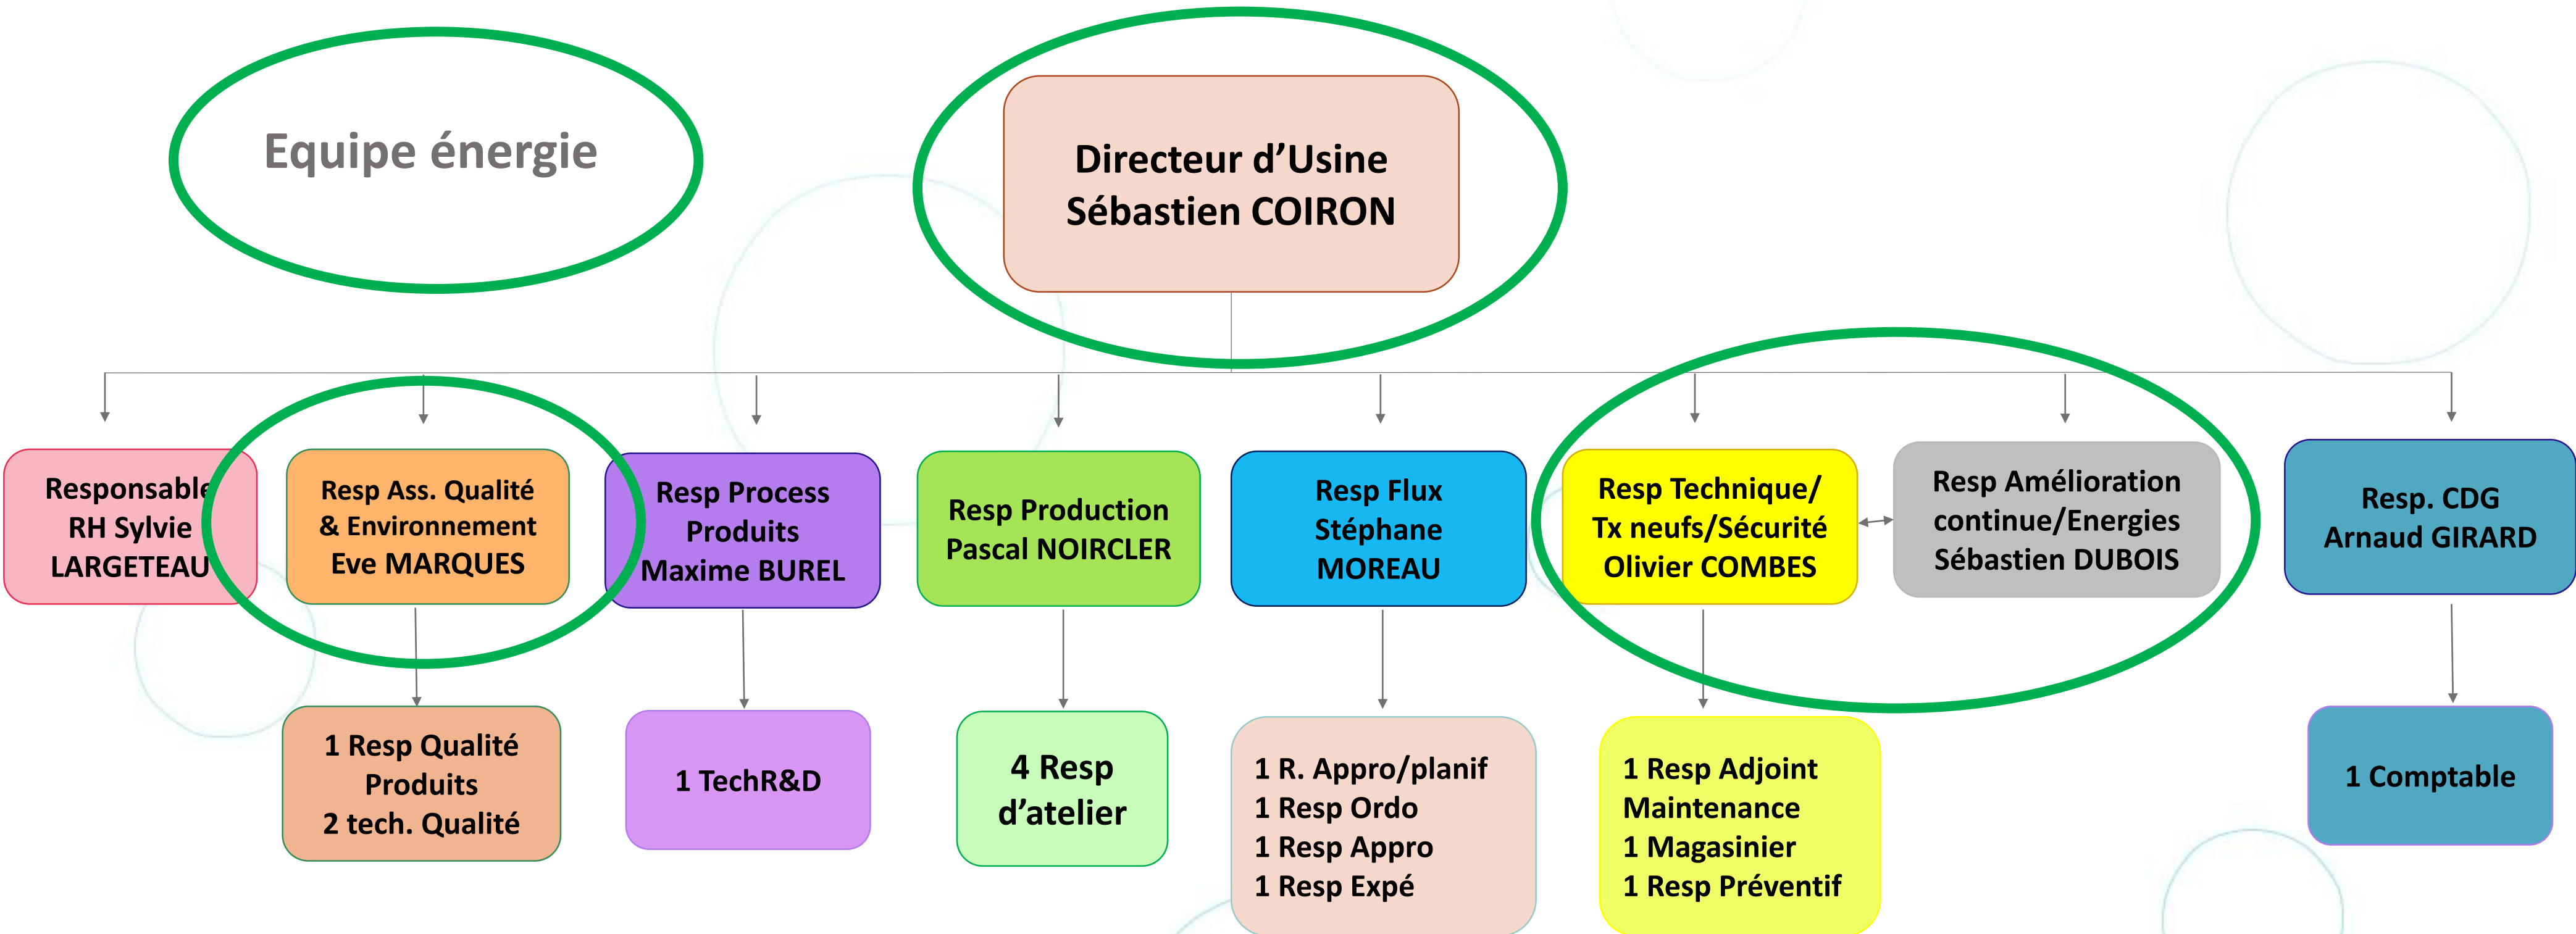 Equipe énergie
Directeur d’Usine
Sébastien COIRON
Responsable
RH Sylvie
LARGETEAU
Resp Ass. Qualité
& Environnement
Eve MARQUES
Resp Process
Produits
Maxime BUREL
Resp Production
Pascal NOIRCLER
Resp Flux
Stéphane
MOREAU
Resp Technique/
Tx neufs/Sécurité
Olivier COMBES
Resp Amélioration
continue/Energies
Sébastien DUBOIS
Resp. CDG
Arnaud GIRARD
1 Resp Qualité
Produits
2 tech. Qualité
1 TechR&D
4 Resp
d’atelier
1 R. Appro/planif
1 Resp Ordo
1 Resp Appro
1 Resp Expé
1 Resp Adjoint
Maintenance
1 Magasinier
1 Resp Préventif
1 Comptable